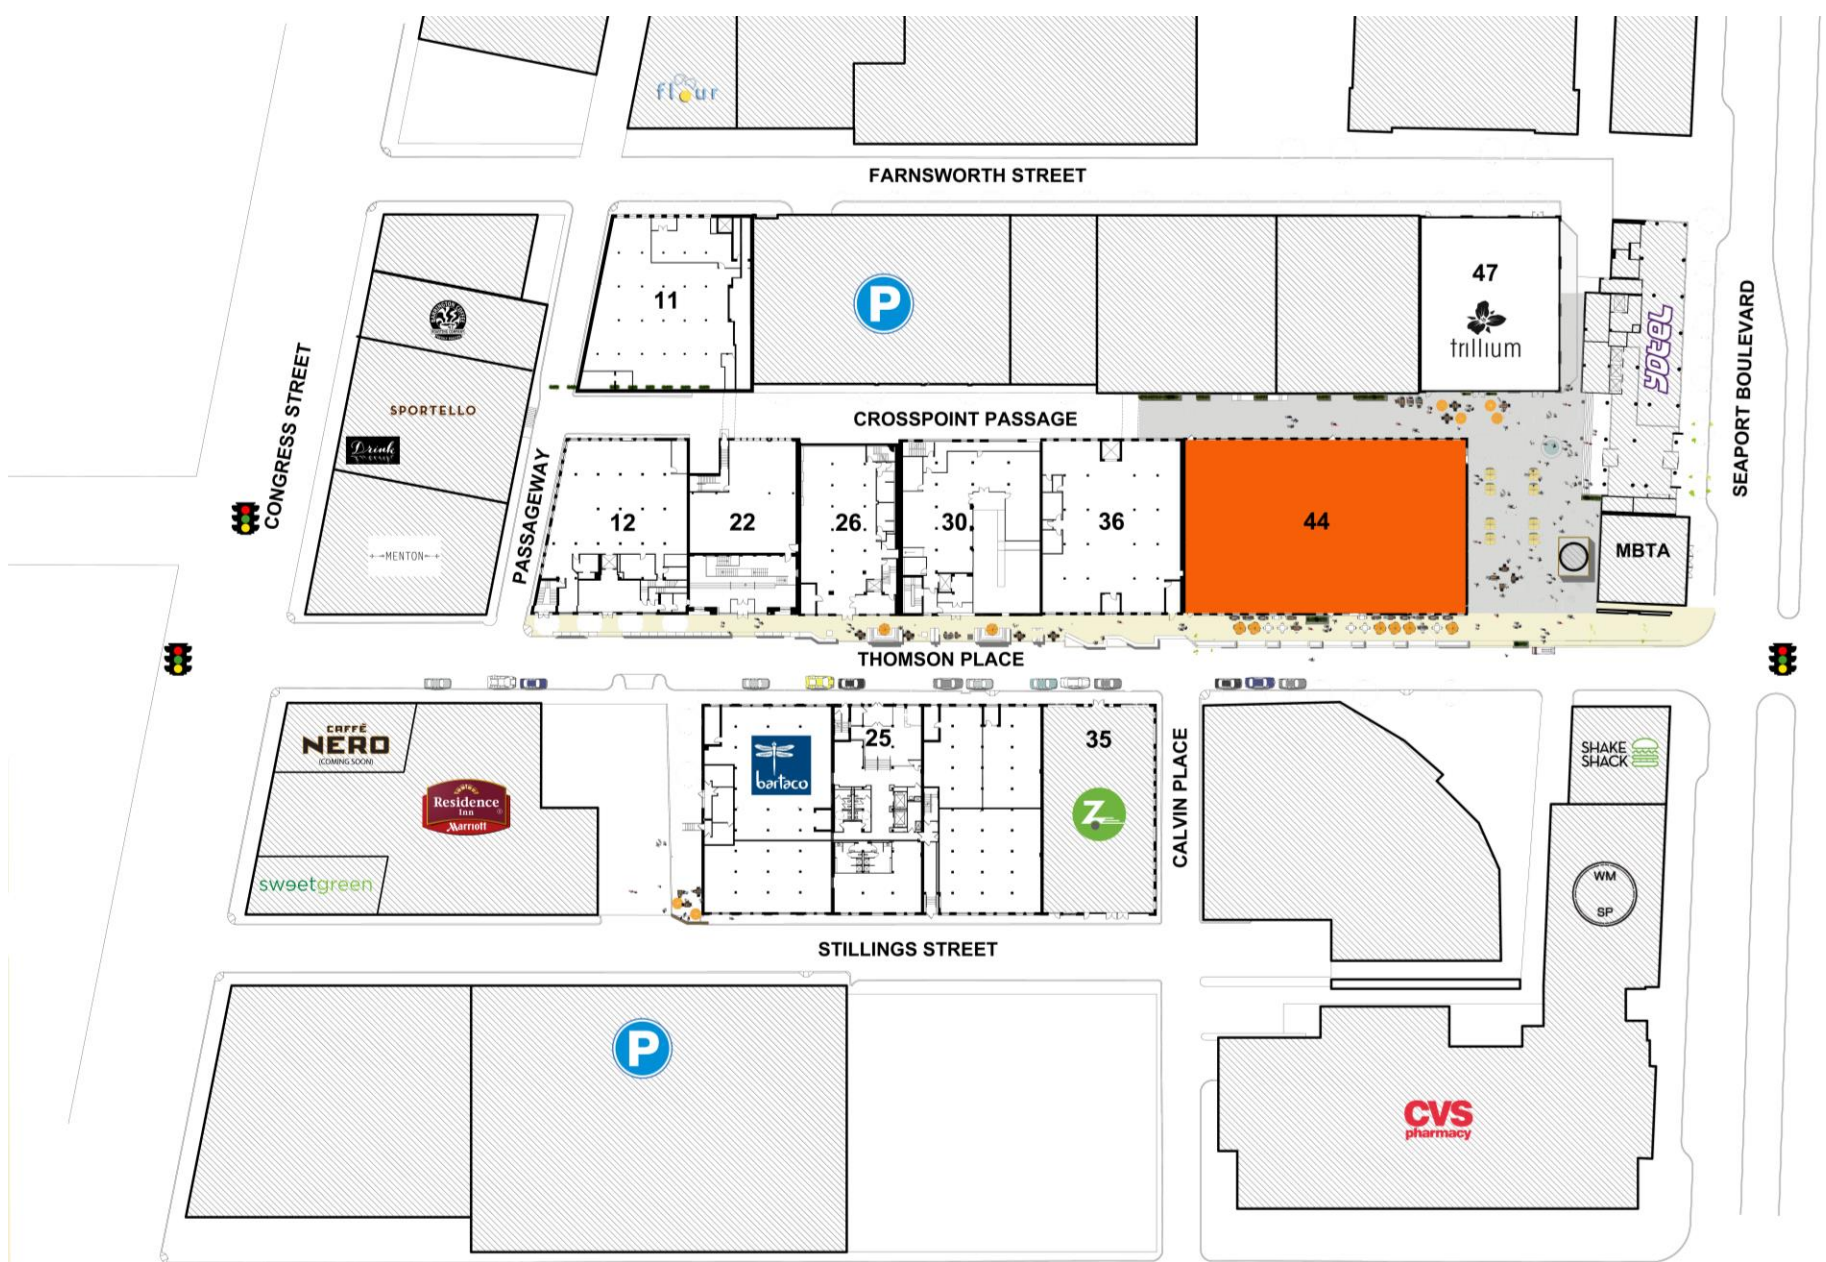 flour
FARNSWORTH STREET
11
P
47
trillium
YOTEL
SEAPORT BOULEVARD
CONGRESS STREET
SPORTELLO
Drink
MENTON
PASSAGEWAY
CROSSPOINT PASSAGE
12
22
26
30
36
44
MBTA
THOMSON PLACE
CAFFÈ
NERO
(COMING SOON)
Residence
Inn
Marriott
sweetgreen
bartaco
25
35
Z
CALVIN PLACE
SHAKE
SHACK
WM
SP
STILLINGS STREET
P
CVS
pharmacy